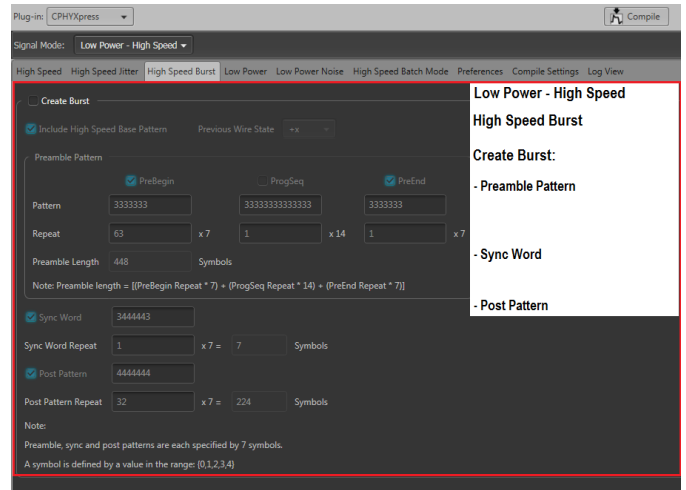 Plug-in: CPHYXpress Compile
Signal Mode: Low Power - High Speed
High Speed High Speed Jitter High Speed Burst Low Power Low Power Noise High Speed Batch Mode Preferences Compile Settings Log View
Create Burst
Include High Speed Base Pattern Previous Wire State +x
Preamble Pattern
PreBegin ProgSeq PreEnd
Pattern 3333333 33333333333333 3333333
Repeat 63 x 7 1 x 14 1 x 7
Preamble Length 448 Symbols
Note: Preamble length = [(PreBegin Repeat * 7) + (ProgSeq Repeat * 14) + (PreEnd Repeat * 7)]
Sync Word 3444443
Sync Word Repeat 1 x 7 = 7 Symbols
Post Pattern 4444444
Post Pattern Repeat 32 x 7 = 224 Symbols
Note:
Preamble, sync and post patterns are each specified by 7 symbols.
A symbol is defined by a value in the range: {0,1,2,3,4}
Low Power - High Speed
High Speed Burst
Create Burst:
- Preamble Pattern
- Sync Word
- Post Pattern